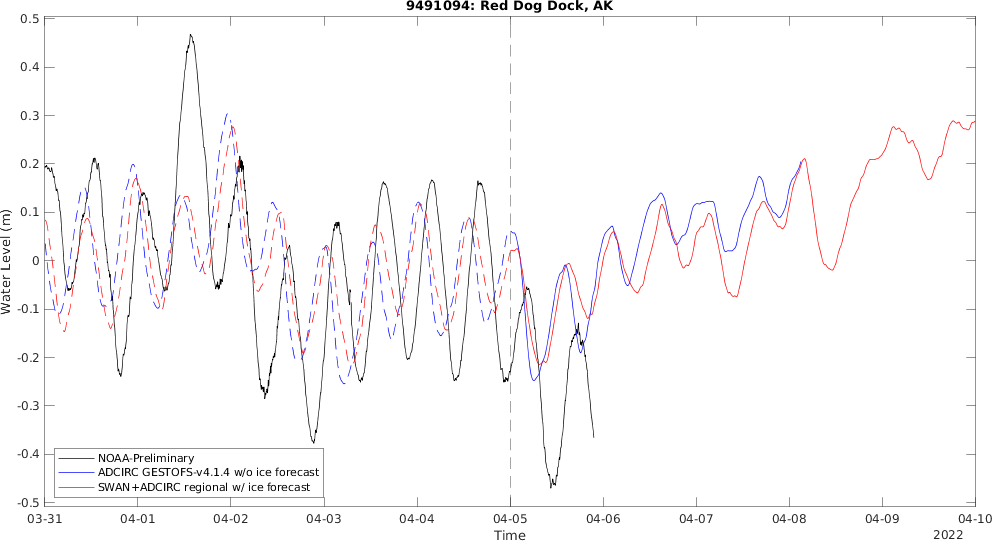 9491094: Red Dog Dock, AK
0.5
0.4
0.3
0.2
0.1
0
-0.1
-0.2
-0.3
-0.4
-0.5
Water Level (m)
NOAA-Preliminary
ADCIRC GESTOFS-v4.1.4 w/o ice forecast
SWAN+ADCIRC regional w/ ice forecast
03-31 04-01 04-02 04-03 04-04 04-05 04-06 04-07 04-08 04-09 04-10
Time
2022